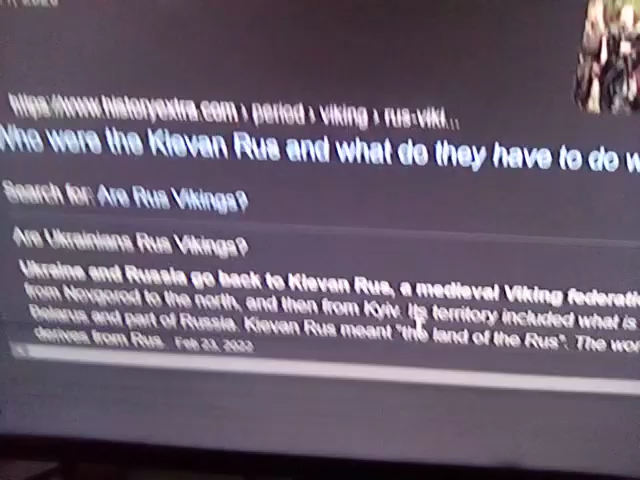 https://www.historyextra.com › period › viking › rus-viki...
Who were the Kievan Rus and what do they have to do w
Search for: Are Rus Vikings?
Are Ukrainians Rus Vikings?
Ukraine and Russia go back to Kievan Rus, a medieval Viking federati
from Novgorod to the north, and then from Kyiv. Its territory included what is
Belarus and part of Russia. Kievan Rus meant "the land of the Rus". The wor
derives from Rus. Feb 23, 2022